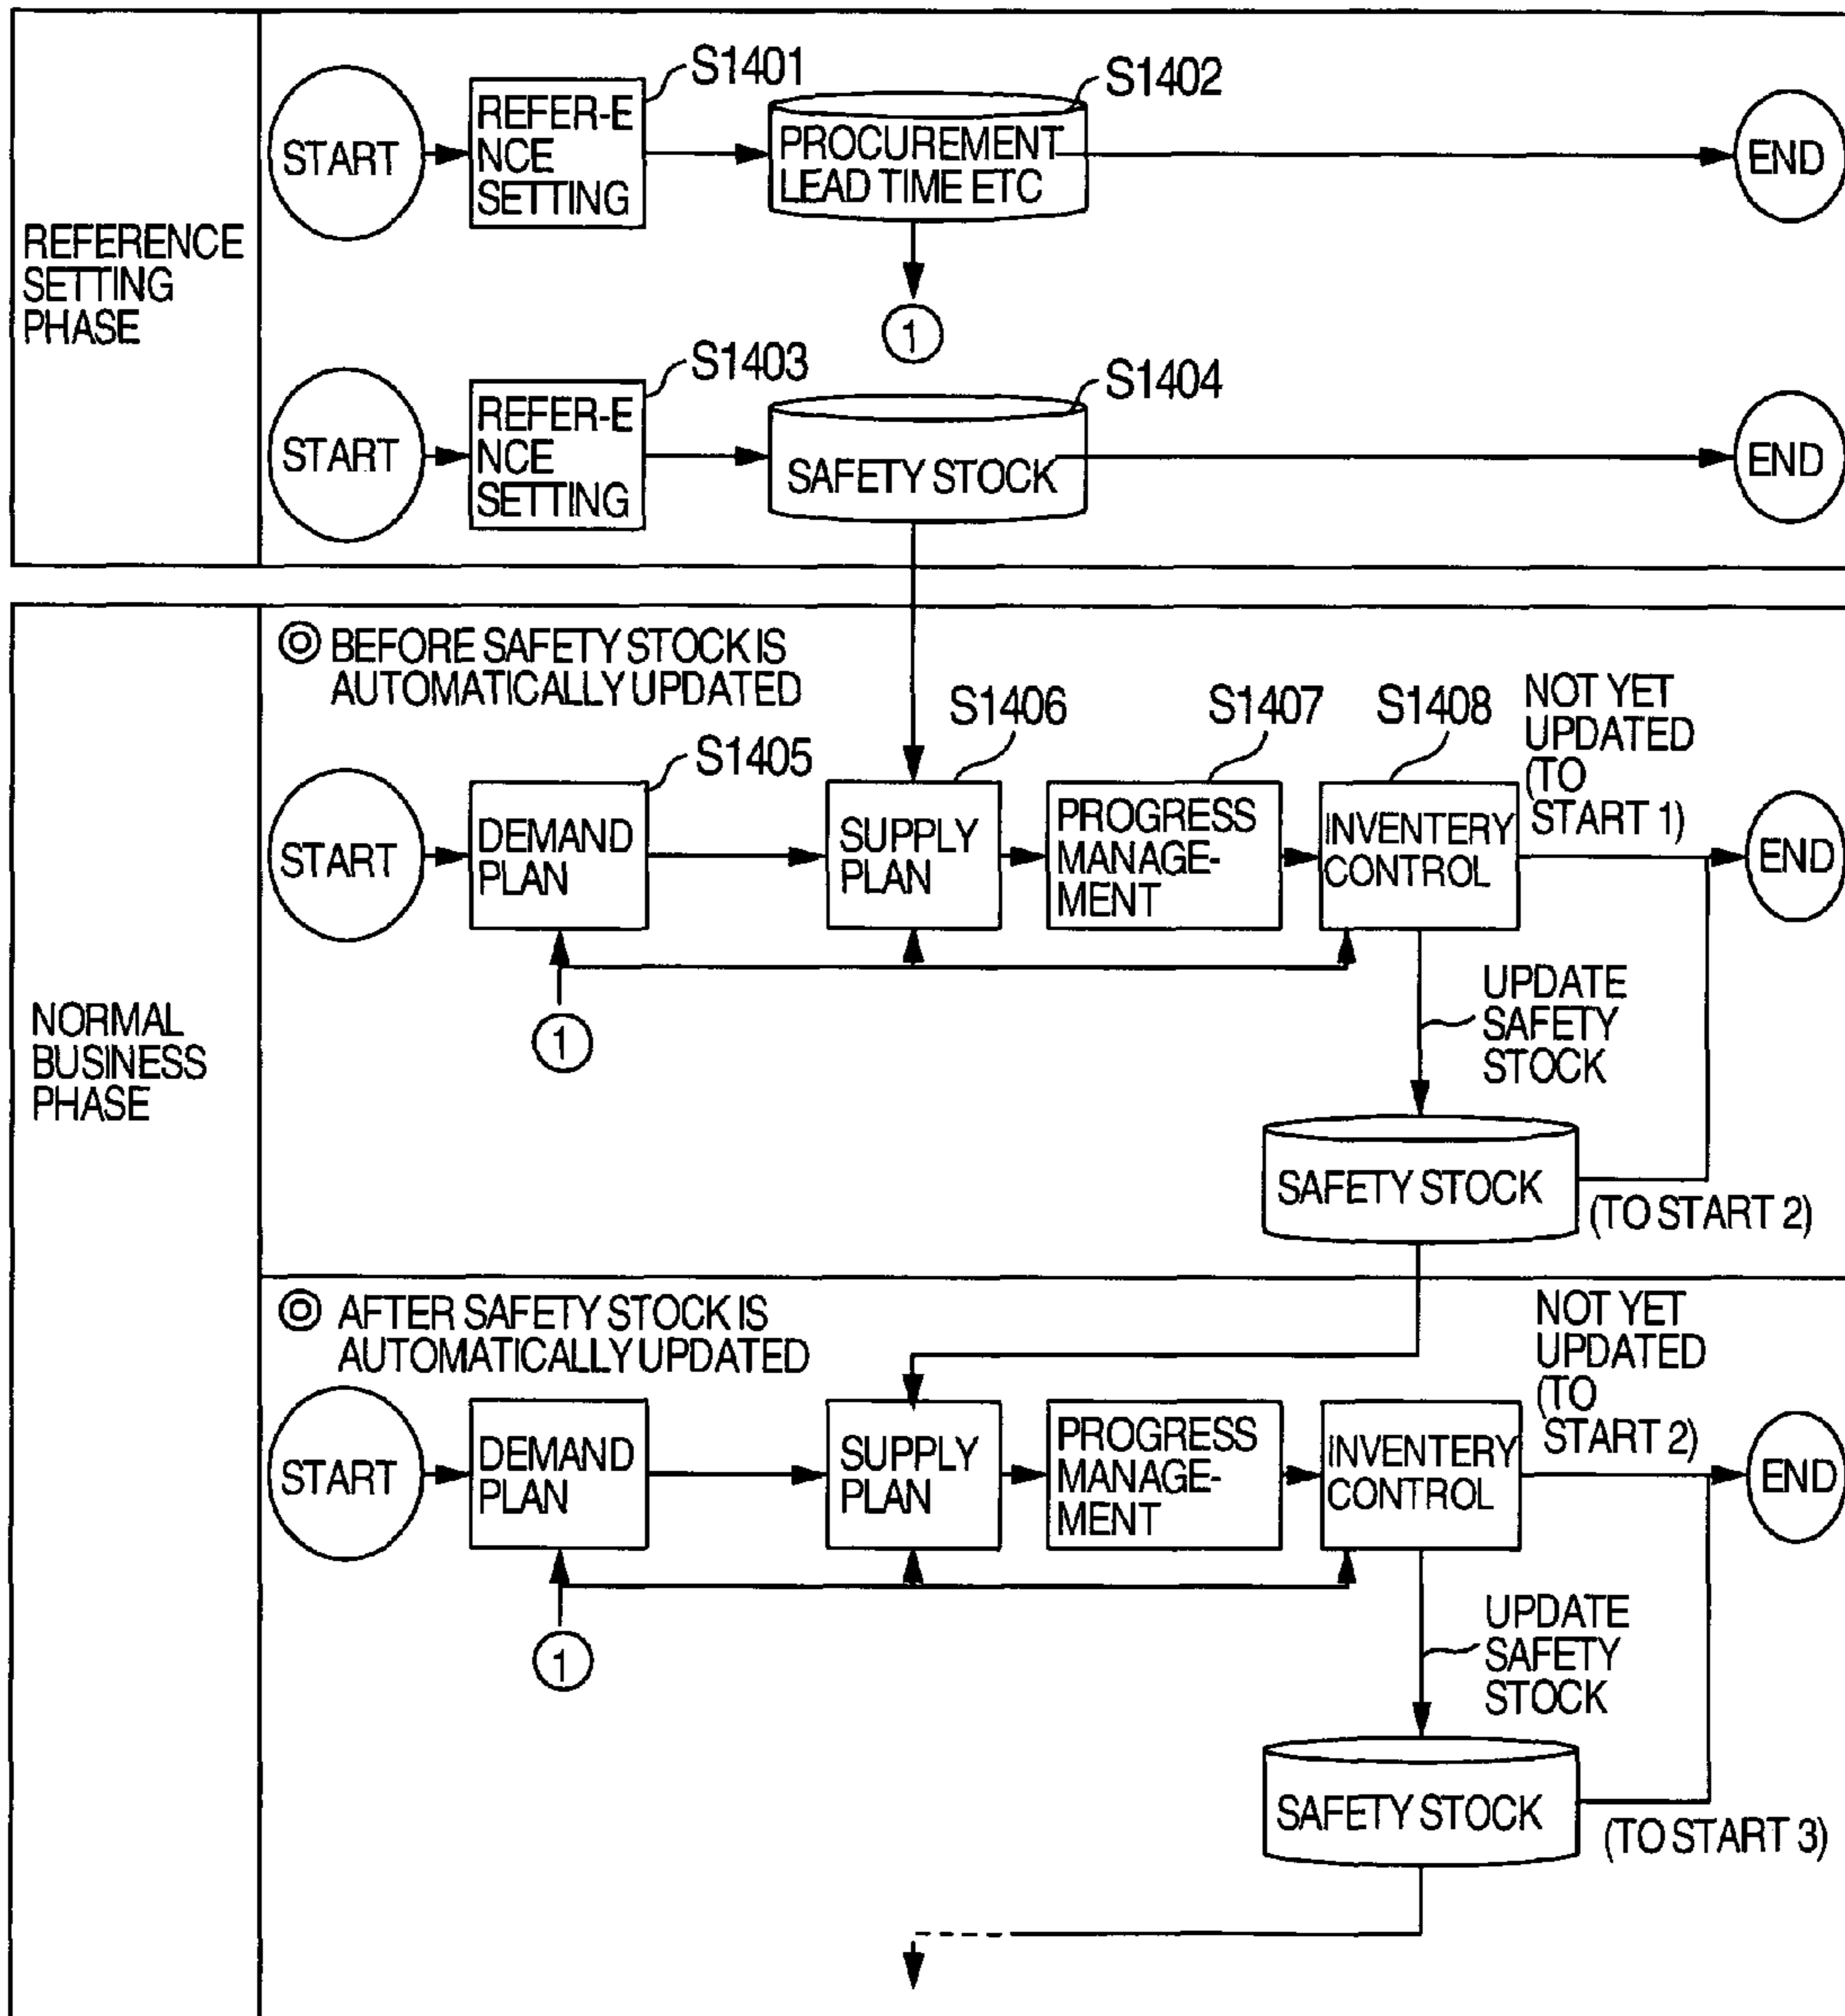 REFERENCE
SETTING
PHASE
START
S1401
REFER-E
NCE
SETTING
S1402
PROCUREMENT
LEAD TIME ETC
END
1
START
S1403
REFER-E
NCE
SETTING
S1404
SAFETY STOCK
END
NORMAL
BUSINESS
PHASE
◎ BEFORE SAFETY STOCK IS
AUTOMATICALLY UPDATED
START
S1405
DEMAND
PLAN
S1406
SUPPLY
PLAN
S1407
PROGRESS
MANAGE-
MENT
S1408
INVENTERY
CONTROL
NOT YET
UPDATED
(TO
START 1)
END
1
UPDATE
SAFETY
STOCK
SAFETY STOCK
(TO START 2)
◎ AFTER SAFETY STOCK IS
AUTOMATICALLY UPDATED
START
DEMAND
PLAN
SUPPLY
PLAN
PROGRESS
MANAGE-
MENT
INVENTERY
CONTROL
NOT YET
UPDATED
(TO
START 2)
END
1
UPDATE
SAFETY
STOCK
SAFETY STOCK
(TO START 3)